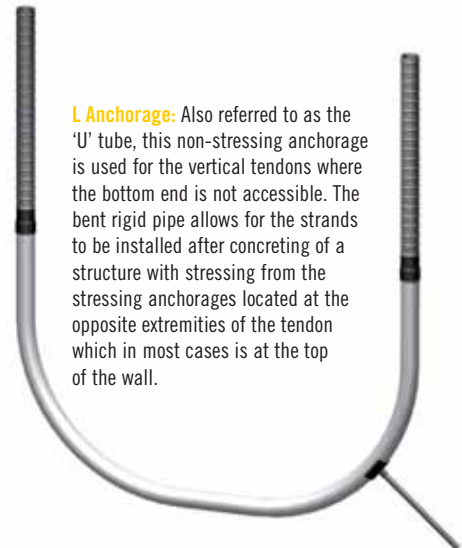 L Anchorage: Also referred to as the
‘U’ tube, this non-stressing anchorage
is used for the vertical tendons where
the bottom end is not accessible. The
bent rigid pipe allows for the strands
to be installed after concreting of a
structure with stressing from the
stressing anchorages located at the
opposite extremities of the tendon
which in most cases is at the top
of the wall.